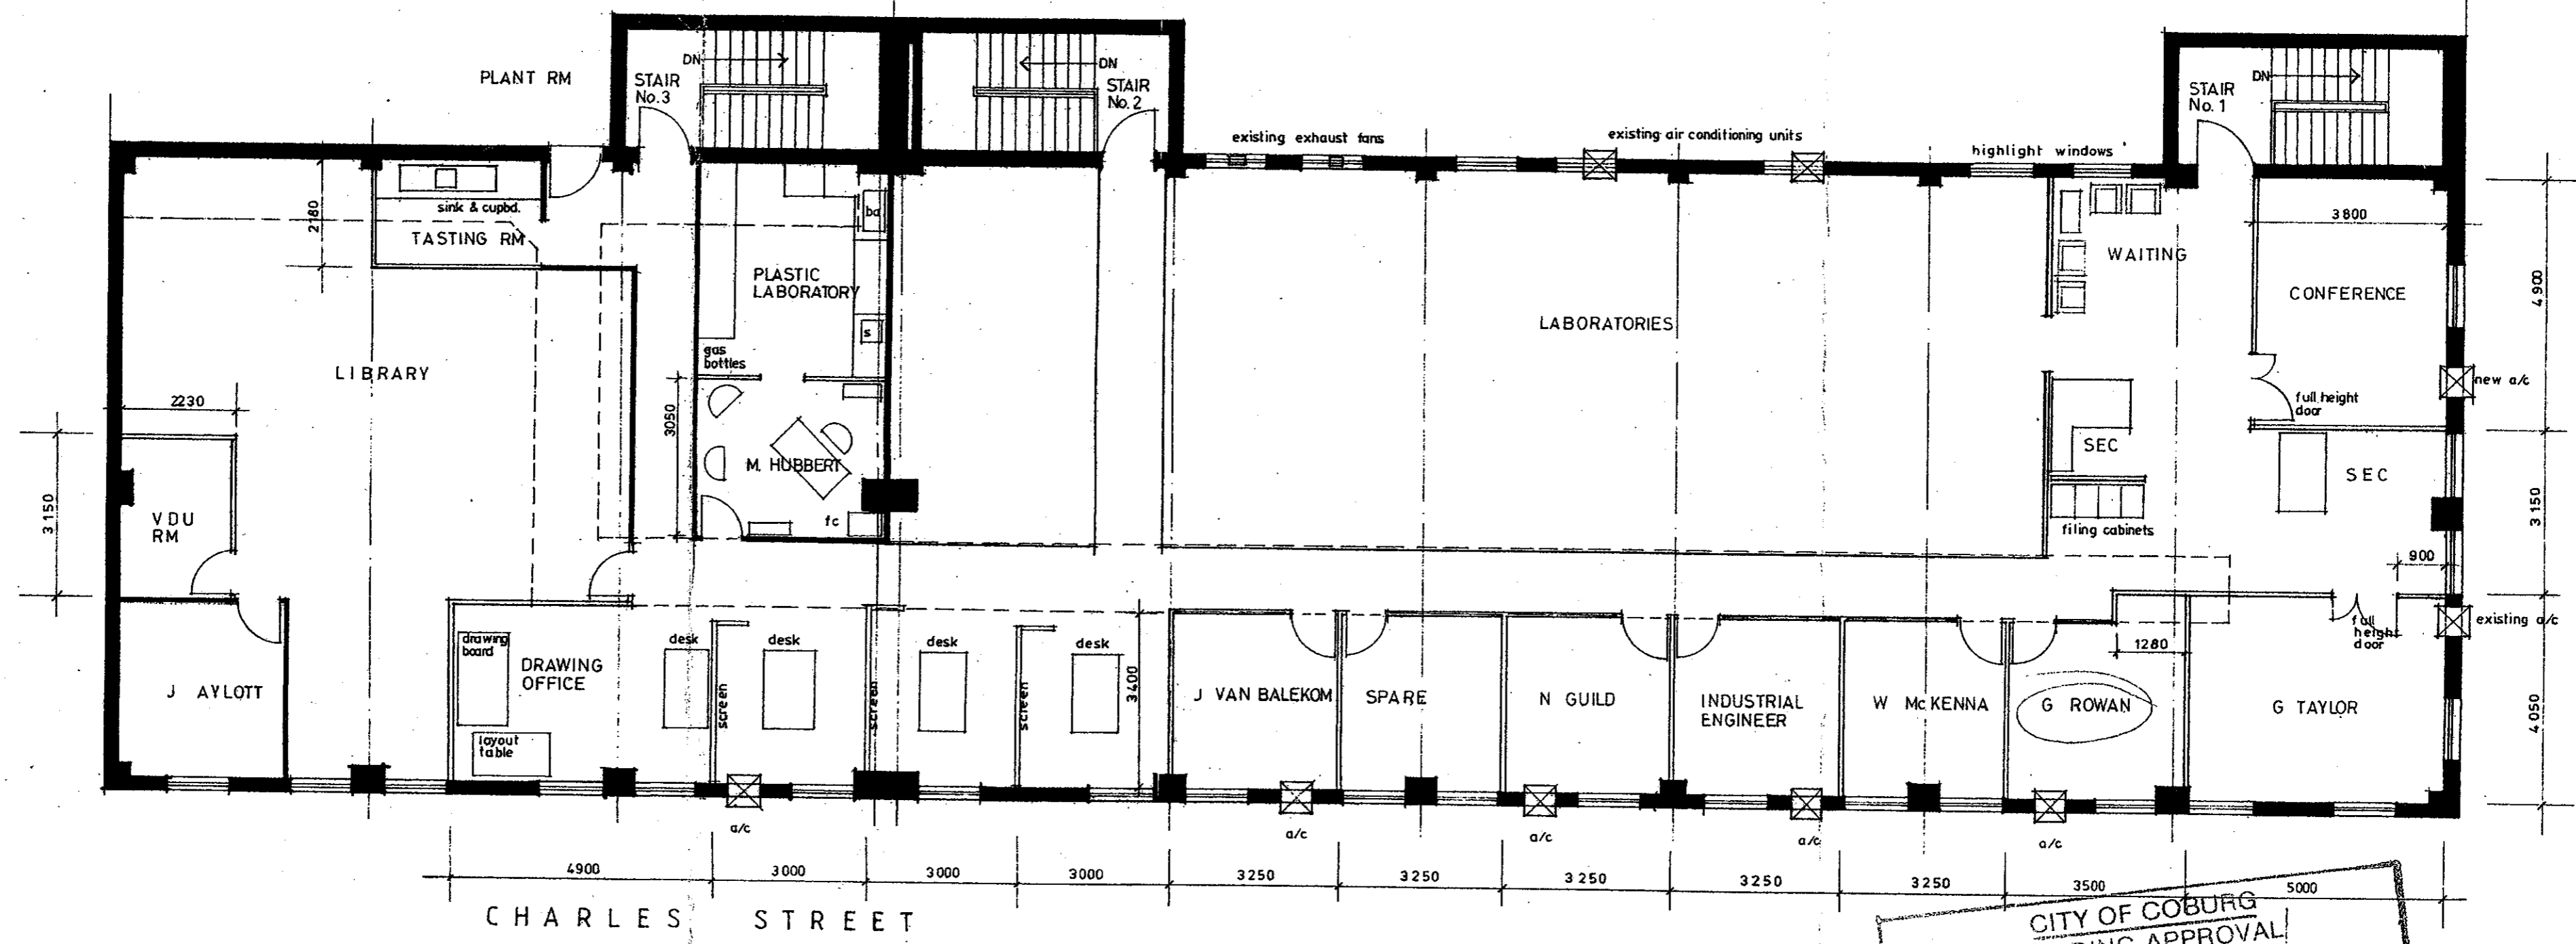 PLANT RM
STAIR
No.3
DN
DN
STAIR
No.2
STAIR
No.1
DN
existing exhaust fans
existing air conditioning units
highlight windows
sink & cupbd.
TASTING RM
2180
PLASTIC
LABORATORY
gas
bottles
s
LABORATORIES
WAITING
3800
CONFERENCE
4900
new a/c
full height
door
LIBRARY
2230
3150
VDU
RM
3050
M. HUBBERT
fc
SEC
filing cabinets
SEC
3150
900
existing a/c
full
height
door
1280
J AYLOTT
drawing
board
DRAWING
OFFICE
layout
table
desk
screen
desk
screen
desk
screen
desk
3400
J VAN BALEKOM
SPARE
N GUILD
INDUSTRIAL
ENGINEER
W McKENNA
G ROWAN
G TAYLOR
4050
a/c
a/c
a/c
a/c
a/c
4900
3000
3000
3000
3250
3250
3250
3250
3250
3500
5000
CHARLES STREET
CITY OF COBURG
APPROVAL